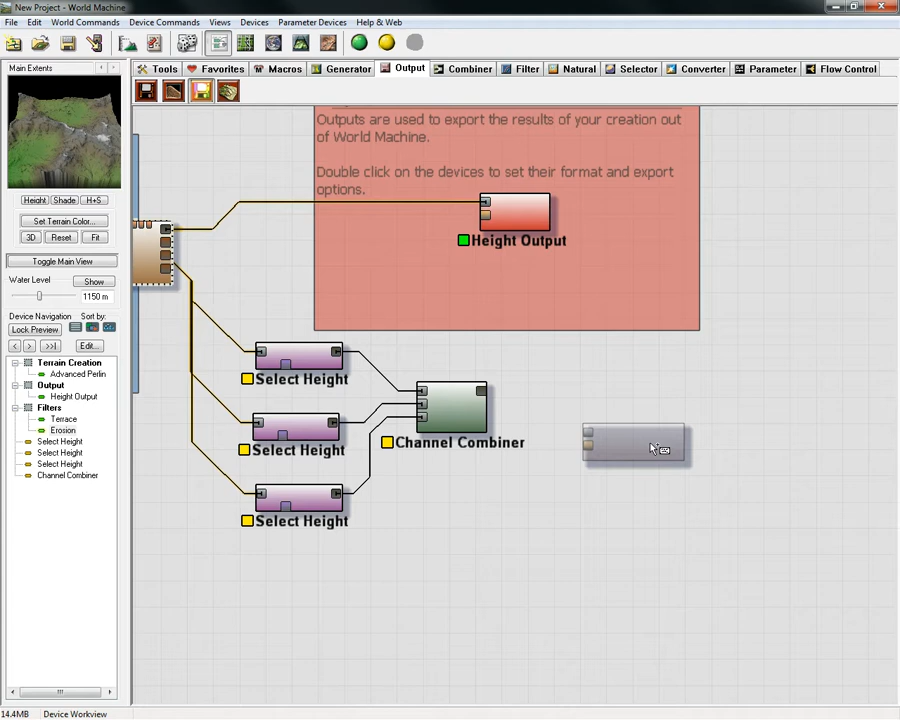 New Project - World Machine
File Edit World Commands Device Commands Views Devices Parameter Devices Help & Web
Main Extents
Tools Favorites Macros Generator Output Combiner Filter Natural Selector Converter Parameter Flow Control
Outputs are used to export the results of your creation out
of World Machine.
Double click on the devices to set their format and export
options.
Height Output
Select Height
Select Height
Select Height
Channel Combiner
Height Shade H+S
Set Terrain Color...
3D Reset Fit
Toggle Main View
Water Level Show
1150 m
Device Navigation Sort by:
Lock Preview
< > >>| Edit...
Terrain Creation
Advanced Perlin
Output
Height Output
Filters
Terrace
Erosion
Select Height
Select Height
Select Height
Channel Combiner
14.4MB Device Workview